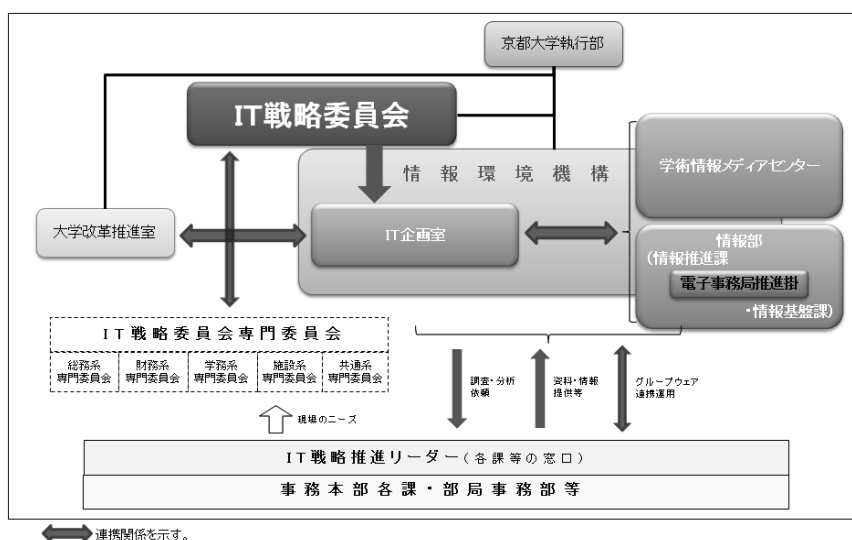 京都大学執行部
IT戦略委員会
情報環境機構
学術情報メディアセンター
大学改革推進室
IT企画室
情報部
(情報推進課
電子事務局推進掛
・情報基盤課)
IT戦略委員会専門委員会
総務系
専門委員会
財務系
専門委員会
学務系
専門委員会
施設系
専門委員会
共通系
専門委員会
調査・分析
依頼
資料・情報
提供等
グループウェア
連携運用
現場のニーズ
IT戦略推進リーダー(各課等の窓口)
事務本部各課・部局事務部等
連携関係を示す。